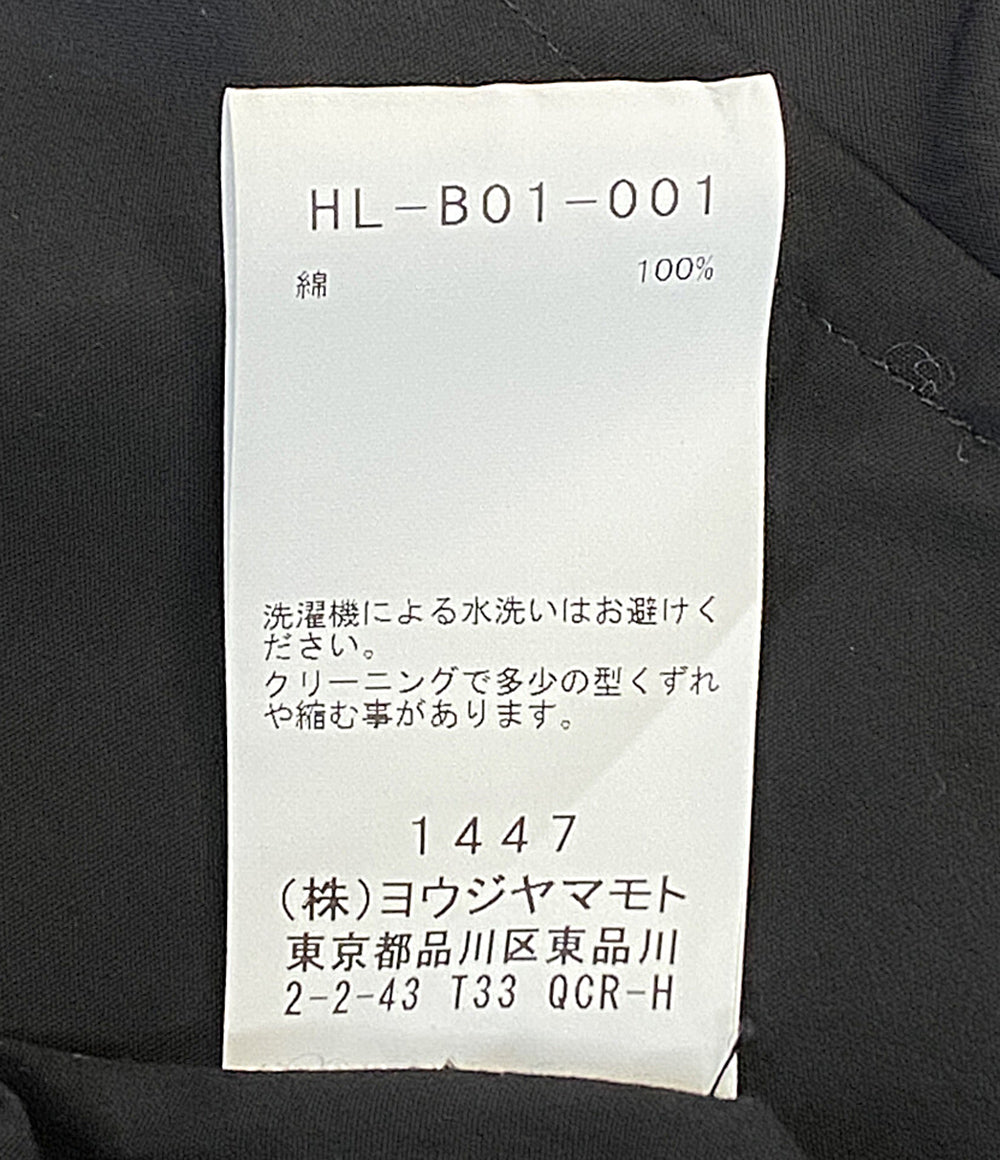 HL-B01-001
綿 100%
洗濯機による水洗いはお避けく
ださい。
クリーニングで多少の型くずれ
や縮む事があります。
1447
(株)ヨウジヤマモト
東京都品川区東品川
2-2-43 T33 QCR-H